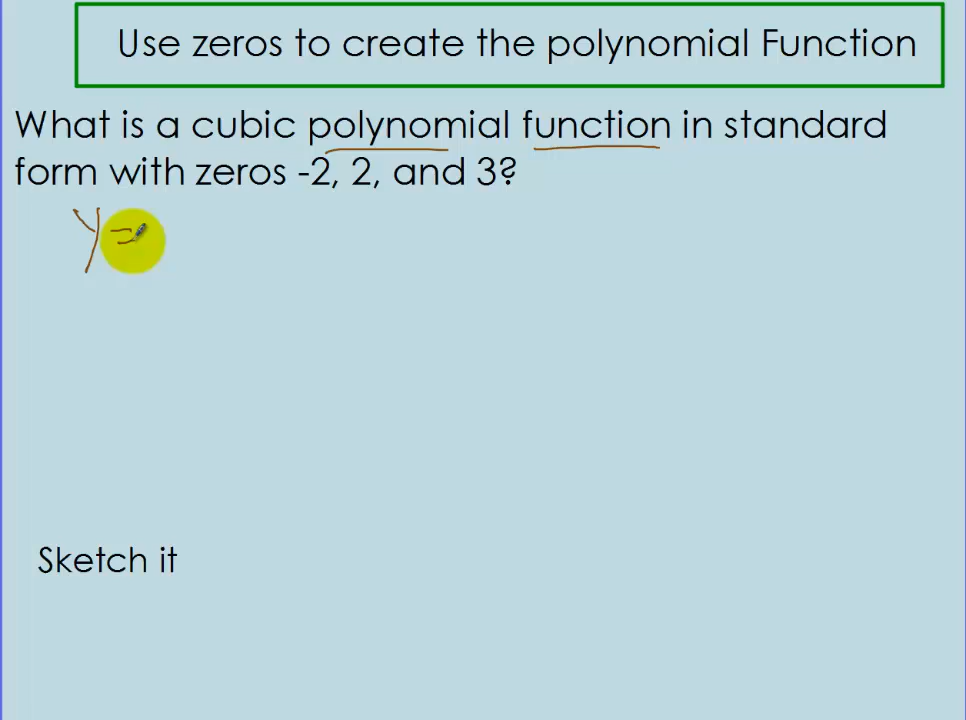 Use zeros to create the polynomial Function
What is a cubic polynomial function in standard
form with zeros -2, 2, and 3?
y =
Sketch it